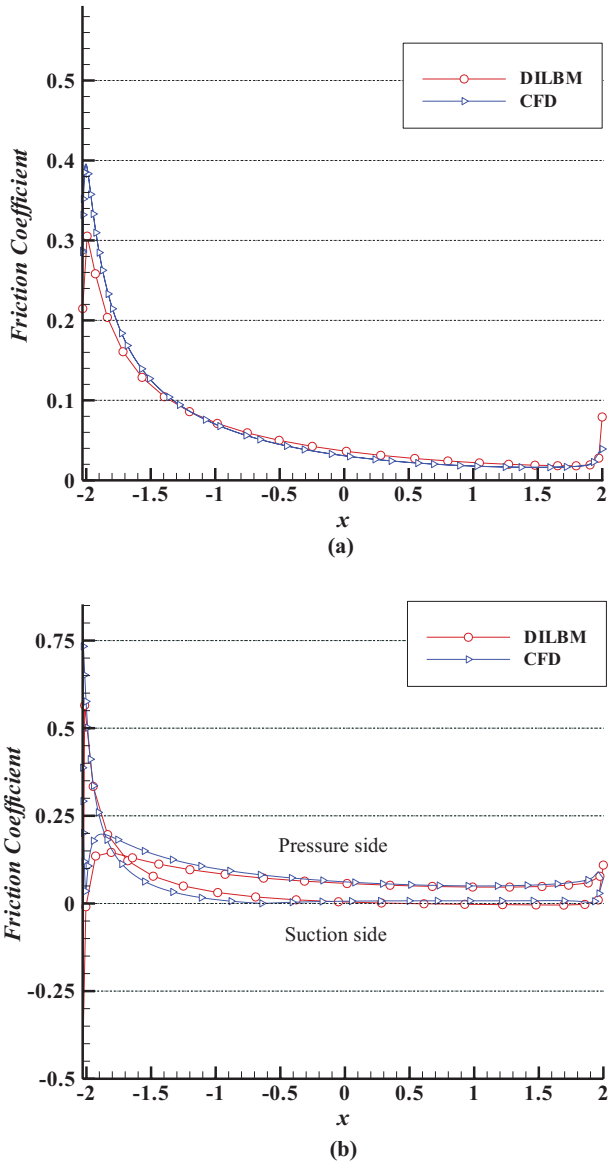 0.5
0.4
0.3
0.2
0.1
0
Friction Coefficient
DILBM
CFD
-2 -1.5 -1 -0.5 0 0.5 1 1.5 2
x
(a)
0.75
0.5
0.25
0
-0.25
-0.5
Friction Coefficient
DILBM
CFD
Pressure side
Suction side
-2 -1.5 -1 -0.5 0 0.5 1 1.5 2
x
(b)